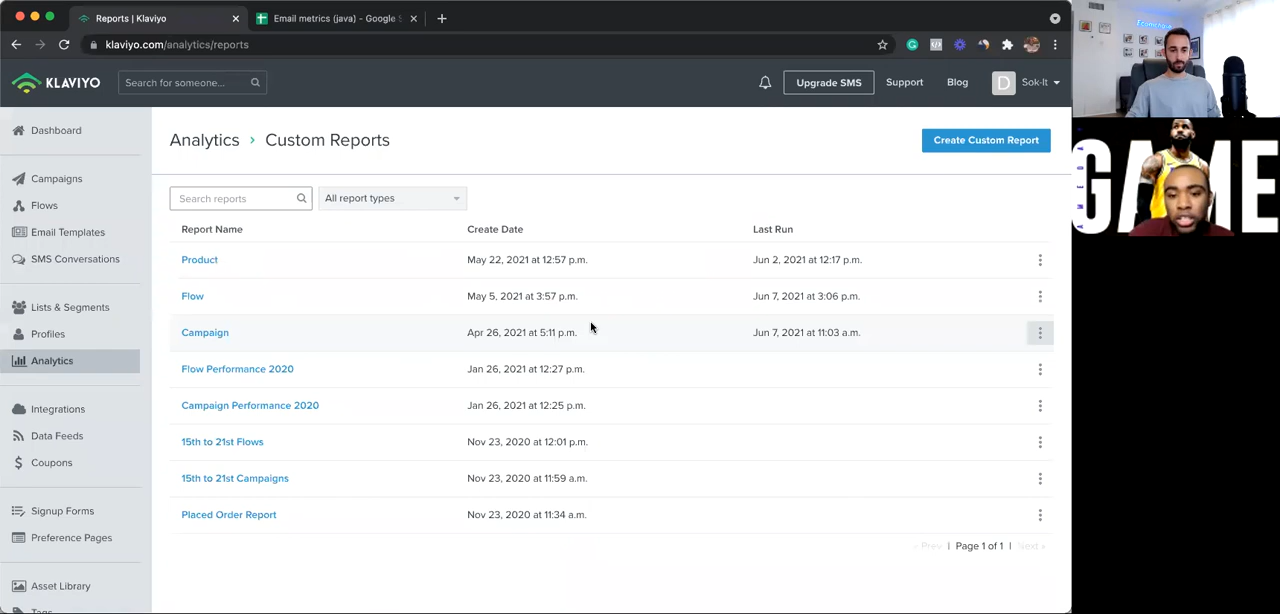 Reports | Klaviyo
Email metrics (java) - Google S
klaviyo.com/analytics/reports
KLAVIYO
Search for someone...
Upgrade SMS
Support
Blog
D
Sok-It
Dashboard
Campaigns
Flows
Email Templates
SMS Conversations
Lists & Segments
Profiles
Analytics
Integrations
Data Feeds
Coupons
Signup Forms
Preference Pages
Asset Library
Tags
Analytics > Custom Reports
Create Custom Report
Search reports
All report types
Report Name Create Date Last Run
Product May 22, 2021 at 12:57 p.m. Jun 2, 2021 at 12:17 p.m.
Flow May 5, 2021 at 3:57 p.m. Jun 7, 2021 at 3:06 p.m.
Campaign Apr 26, 2021 at 5:11 p.m. Jun 7, 2021 at 11:03 a.m.
Flow Performance 2020 Jan 26, 2021 at 12:27 p.m.
Campaign Performance 2020 Jan 26, 2021 at 12:25 p.m.
15th to 21st Flows Nov 23, 2020 at 12:01 p.m.
15th to 21st Campaigns Nov 23, 2020 at 11:59 a.m.
Placed Order Report Nov 23, 2020 at 11:34 a.m.
« Prev | Page 1 of 1 | Next »
GAME